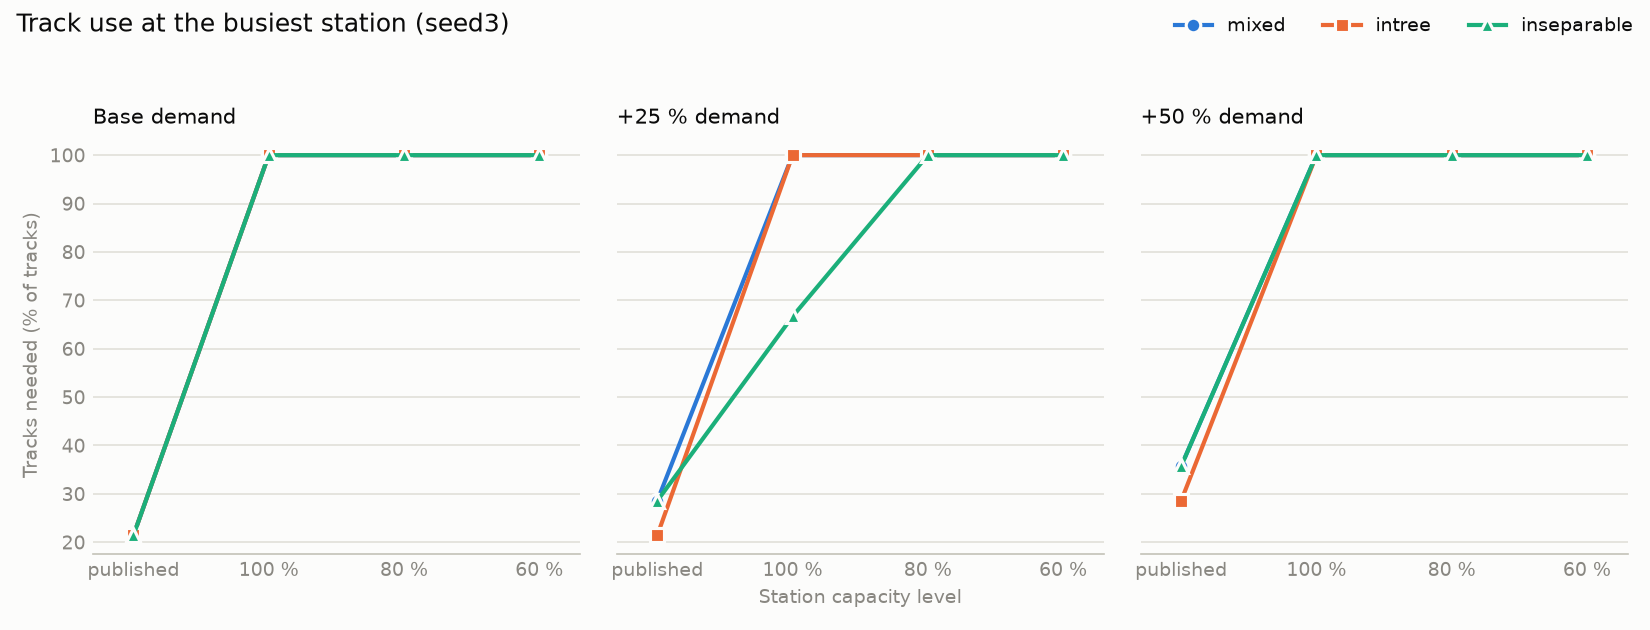 Track use at the busiest station (seed3)
mixed
intree
inseparable
Base demand
+25 % demand
+50 % demand
Tracks needed (% of tracks)
100
90
80
70
60
50
40
30
20
published 100 % 80 % 60 %
published 100 % 80 % 60 %
published 100 % 80 % 60 %
Station capacity level